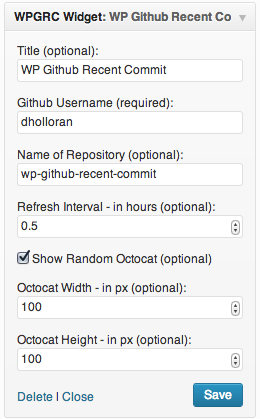 WPGRC Widget: WP Github Recent Co
Title (optional):
WP Github Recent Commit
Github Username (required):
dholloran
Name of Repository (optional):
wp-github-recent-commit
Refresh Interval - in hours (optional):
0.5
Show Random Octocat (optional)
Octocat Width - in px (optional):
100
Octocat Height - in px (optional):
100
Delete | Close
Save